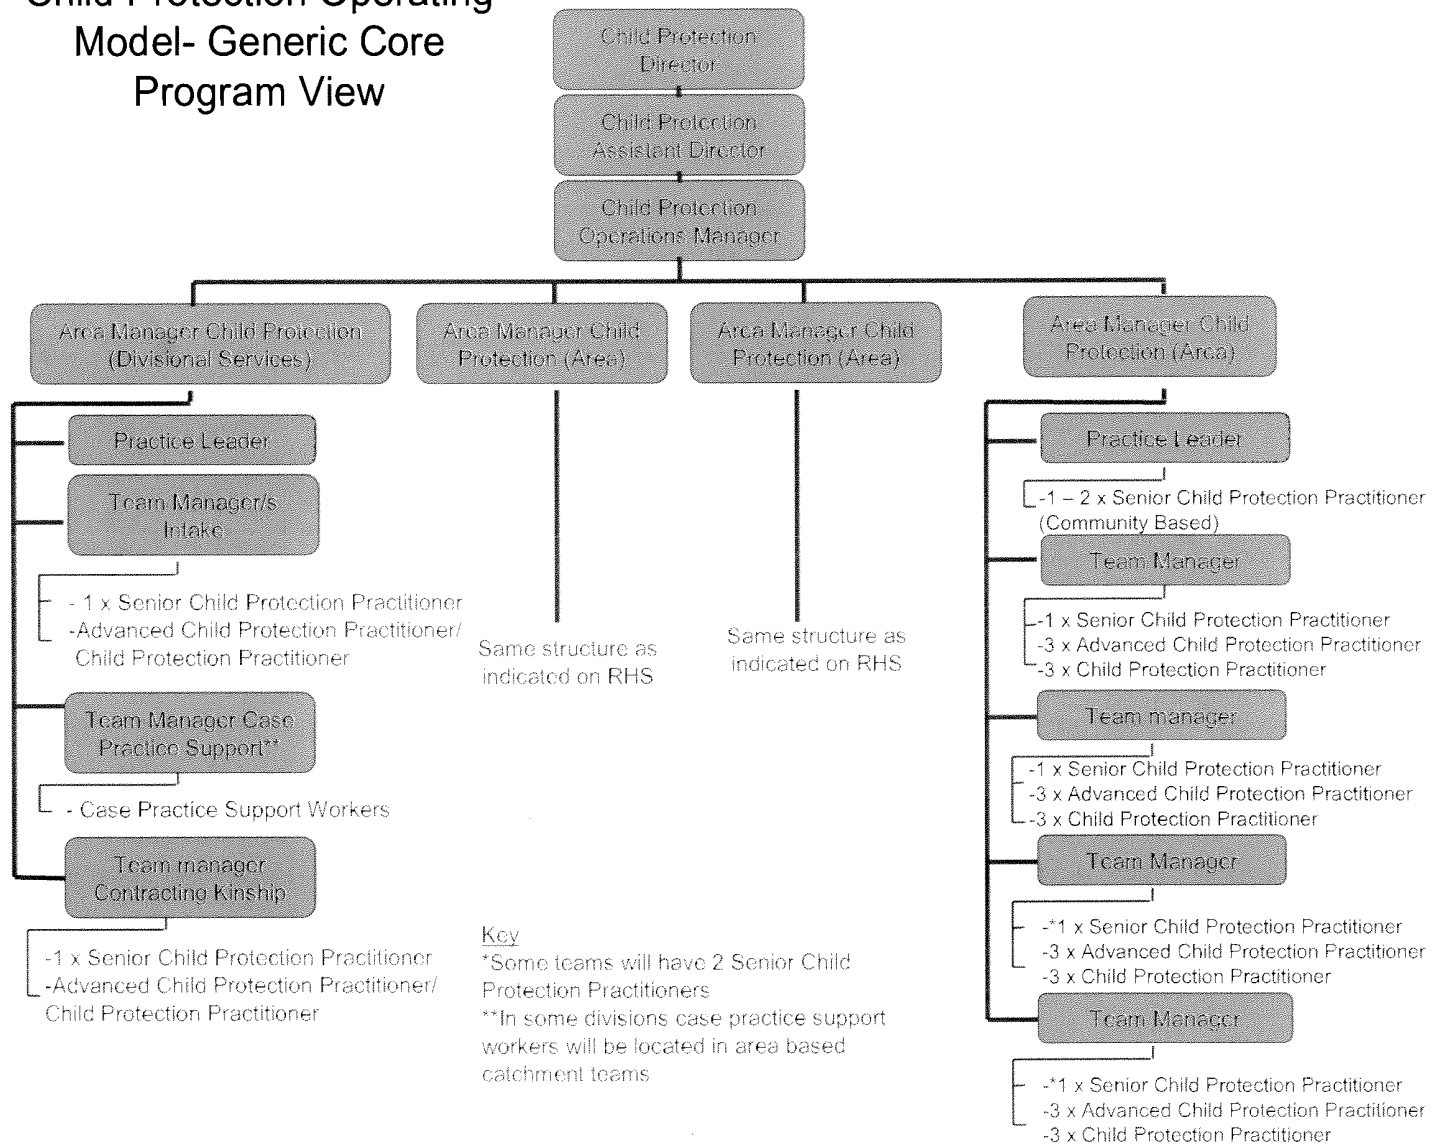 Child Protection Operating
Model- Generic Core
Program View
Child Protection
Director
Child Protection
Assistant Director
Child Protection
Operations Manager
Area Manager Child Protection
(Divisional Services)
Area Manager Child
Protection (Area)
Area Manager Child
Protection (Area)
Area Manager Child
Protection (Area)
Practice Leader
Team Manager/s
Intake
- 1 x Senior Child Protection Practitioner
-Advanced Child Protection Practitioner/
Child Protection Practitioner
Team Manager Case
Practice Support**
- Case Practice Support Workers
Team manager
Contracting Kinship
-1 x Senior Child Protection Practitioner
-Advanced Child Protection Practitioner/
Child Protection Practitioner
Same structure as
indicated on RHS
Same structure as
indicated on RHS
Practice Leader
-1 – 2 x Senior Child Protection Practitioner
(Community Based)
Team Manager
-1 x Senior Child Protection Practitioner
-3 x Advanced Child Protection Practitioner
-3 x Child Protection Practitioner
Team manager
-1 x Senior Child Protection Practitioner
-3 x Advanced Child Protection Practitioner
-3 x Child Protection Practitioner
Team Manager
-*1 x Senior Child Protection Practitioner
-3 x Advanced Child Protection Practitioner
-3 x Child Protection Practitioner
Team Manager
-*1 x Senior Child Protection Practitioner
-3 x Advanced Child Protection Practitioner
-3 x Child Protection Practitioner
Key
*Some teams will have 2 Senior Child
Protection Practitioners
**In some divisions case practice support
workers will be located in area based
catchment teams